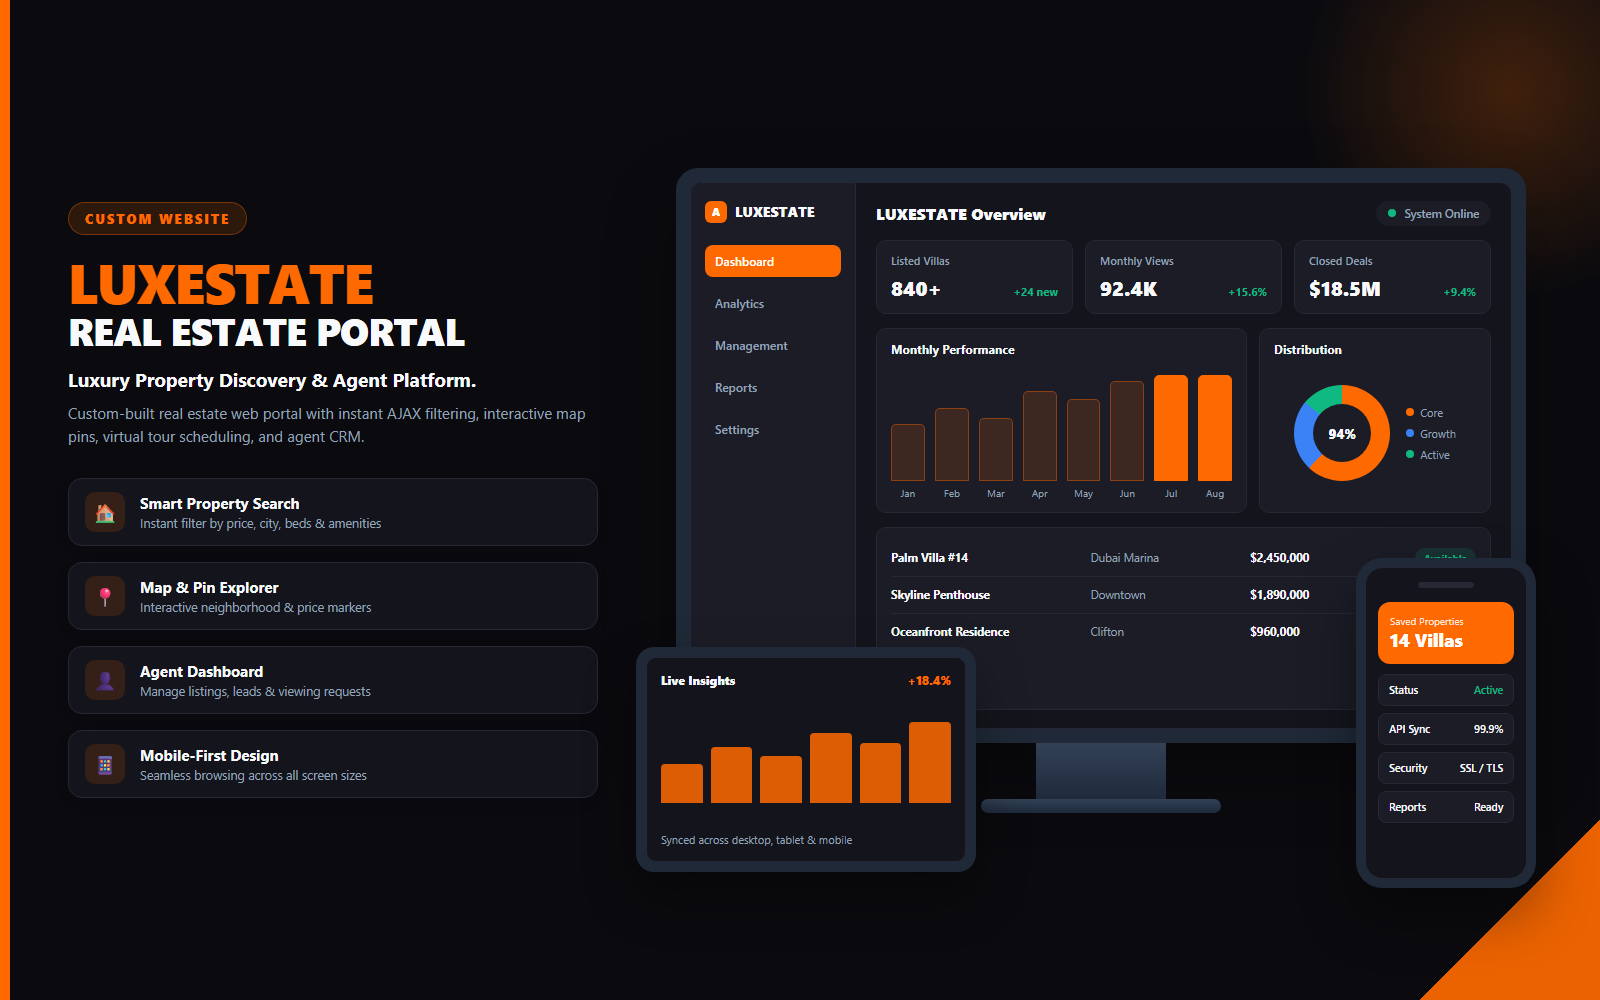 CUSTOM WEBSITE
LUXESTATE
REAL ESTATE PORTAL
Luxury Property Discovery & Agent Platform.
Custom-built real estate web portal with instant AJAX filtering, interactive map
pins, virtual tour scheduling, and agent CRM.
Smart Property Search
Instant filter by price, city, beds & amenities
Map & Pin Explorer
Interactive neighborhood & price markers
Agent Dashboard
Manage listings, leads & viewing requests
Mobile-First Design
Seamless browsing across all screen sizes
A LUXESTATE
Dashboard
Analytics
Management
Reports
Settings
LUXESTATE Overview
System Online
Listed Villas
840+ +24 new
Monthly Views
92.4K +15.6%
Closed Deals
$18.5M +9.4%
Monthly Performance
Jan Feb Mar Apr May Jun Jul Aug
Distribution
94%
Core
Growth
Active
Palm Villa #14 Dubai Marina $2,450,000 Available
Skyline Penthouse Downtown $1,890,000
Oceanfront Residence Clifton $960,000
Live Insights +18.4%
Synced across desktop, tablet & mobile
Saved Properties
14 Villas
Status Active
API Sync 99.9%
Security SSL / TLS
Reports Ready